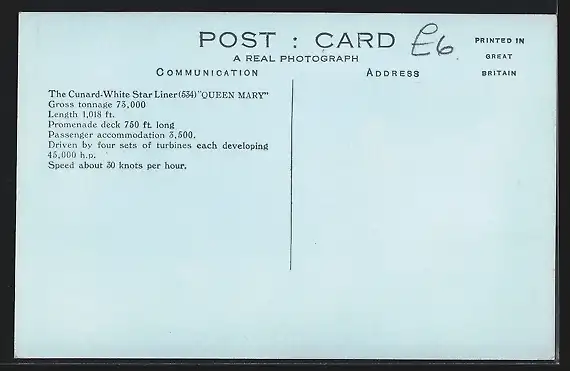 POST : CARD
A REAL PHOTOGRAPH
£6
PRINTED IN
GREAT
BRITAIN
COMMUNICATION
ADDRESS
The Cunard-White Star Liner (534) "QUEEN MARY"
Gross tonnage 73,000
Length 1,018 ft.
Promenade deck 750 ft. long
Passenger accommodation 3,500.
Driven by four sets of turbines each developing
45,000 h.p.
Speed about 30 knots per hour.